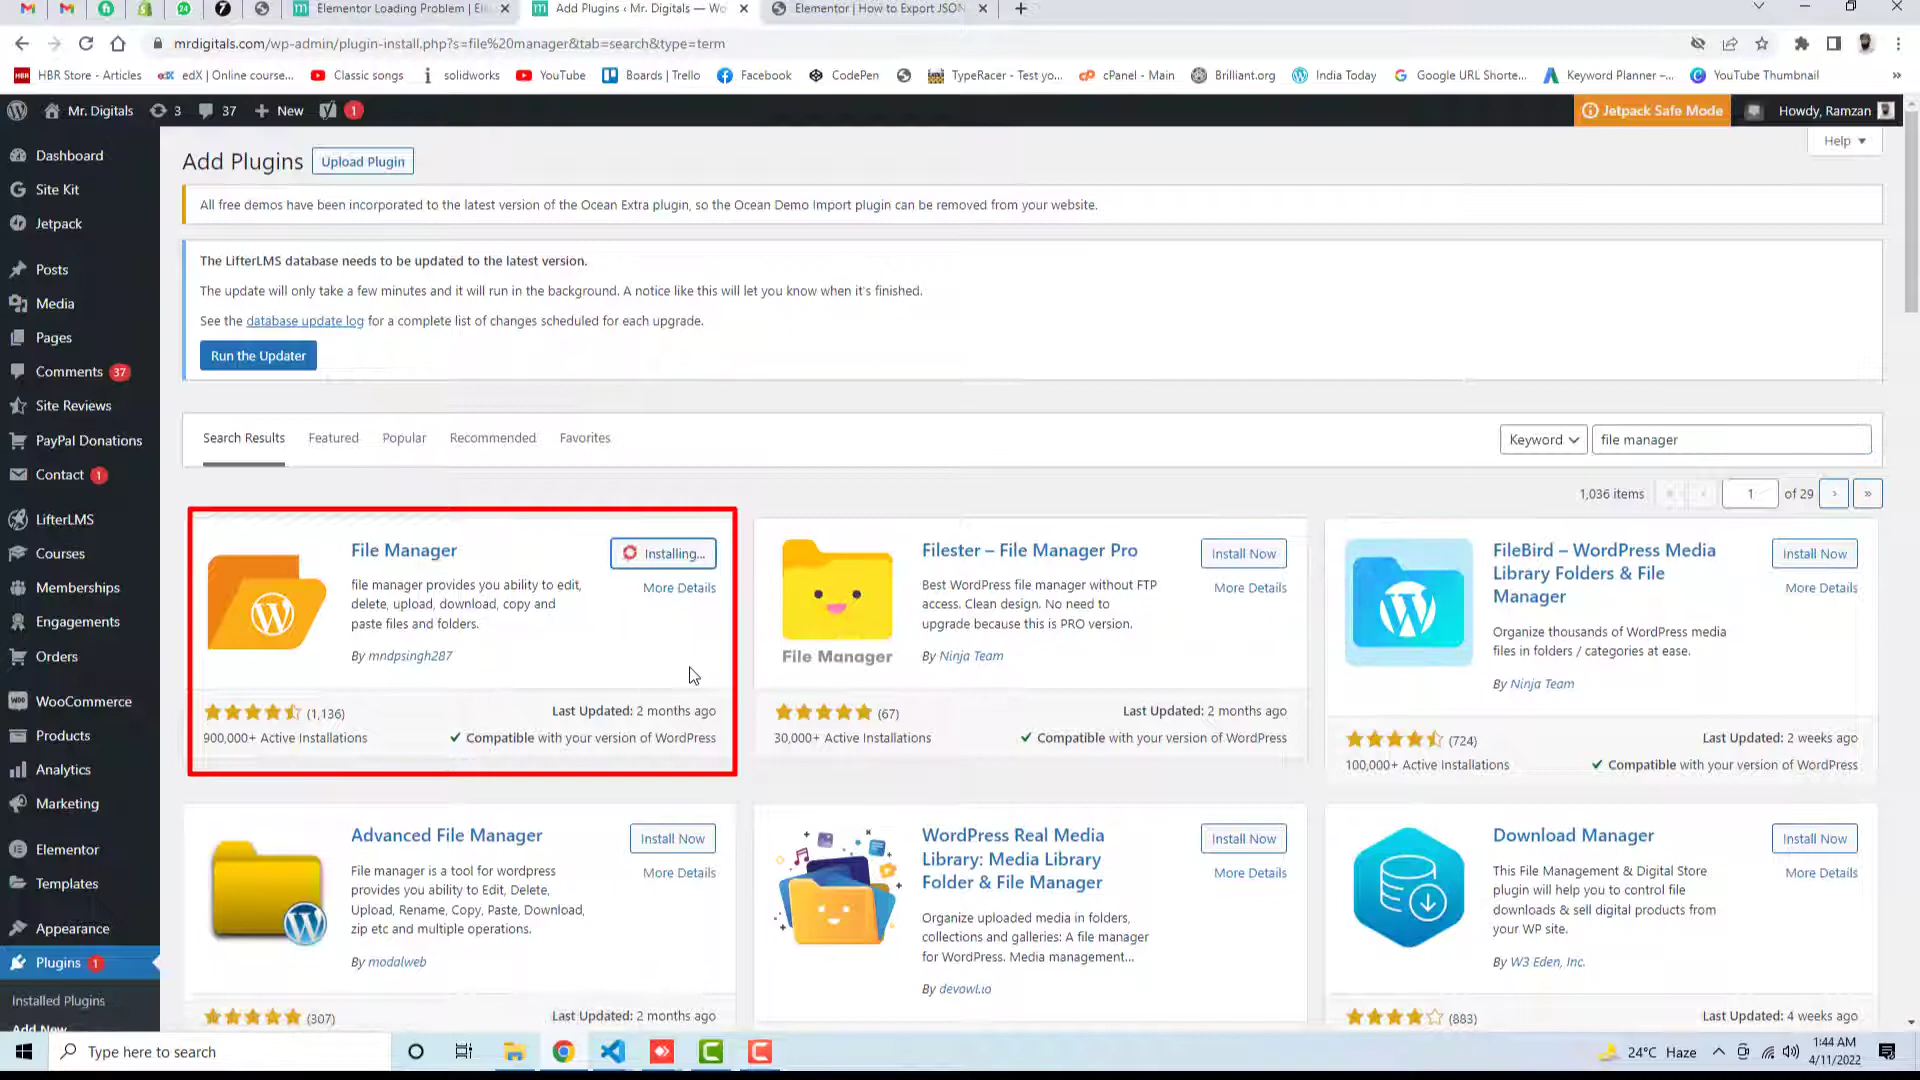 Elementor Loading Problem | El
Add Plugins ‹ Mr. Digitals — Wo
Elementor | How to Export JSON
mrdigitals.com/wp-admin/plugin-install.php?s=file%20manager&tab=search&type=term
HBR Store - Articles
edX | Online course...
Classic songs
solidworks
YouTube
Boards | Trello
Facebook
CodePen
TypeRacer - Test yo...
cPanel - Main
Brilliant.org
India Today
Google URL Shorte...
Keyword Planner –...
YouTube Thumbnail
»
Mr. Digitals
3
37
New
1
Jetpack Safe Mode
Howdy, Ramzan
Dashboard
Site Kit
Jetpack
Posts
Media
Pages
Comments 37
Site Reviews
PayPal Donations
Contact 1
LifterLMS
Courses
Memberships
Engagements
Orders
WooCommerce
Products
Analytics
Marketing
Elementor
Templates
Appearance
Plugins 1
Installed Plugins
Add New
Help
Add Plugins
Upload Plugin
All free demos have been incorporated to the latest version of the Ocean Extra plugin, so the Ocean Demo Import plugin can be removed from your website.
The LifterLMS database needs to be updated to the latest version.
The update will only take a few minutes and it will run in the background. A notice like this will let you know when it's finished.
See the database update log for a complete list of changes scheduled for each upgrade.
Run the Updater
Search Results
Featured
Popular
Recommended
Favorites
Keyword
file manager
1,036 items
« ‹ 1 of 29 › »
File Manager
Installing...
More Details
file manager provides you ability to edit,
delete, upload, download, copy and
paste files and folders.
By mndpsingh287
(1,136)
Last Updated: 2 months ago
900,000+ Active Installations
Compatible with your version of WordPress
File Manager
Filester – File Manager Pro
Install Now
More Details
Best WordPress file manager without FTP
access. Clean design. No need to
upgrade because this is PRO version.
By Ninja Team
(67)
Last Updated: 2 months ago
30,000+ Active Installations
Compatible with your version of WordPress
FileBird – WordPress Media
Library Folders & File
Manager
Install Now
More Details
Organize thousands of WordPress media
files in folders / categories at ease.
By Ninja Team
(724)
Last Updated: 2 weeks ago
100,000+ Active Installations
Compatible with your version of WordPress
Advanced File Manager
Install Now
More Details
File manager is a tool for wordpress
provides you ability to Edit, Delete,
Upload, Rename, Copy, Paste, Download,
zip etc and multiple operations.
By modalweb
(307)
Last Updated: 2 months ago
WordPress Real Media
Library: Media Library
Folder & File Manager
Install Now
More Details
Organize uploaded media in folders,
collections and galleries: A file manager
for WordPress. Media management...
By devowl.io
Download Manager
Install Now
More Details
This File Management & Digital Store
plugin will help you to control file
downloads & sell digital products from
your WP site.
By W3 Eden, Inc.
(883)
Last Updated: 4 weeks ago
Type here to search
24°C Haze
1:44 AM
4/11/2022